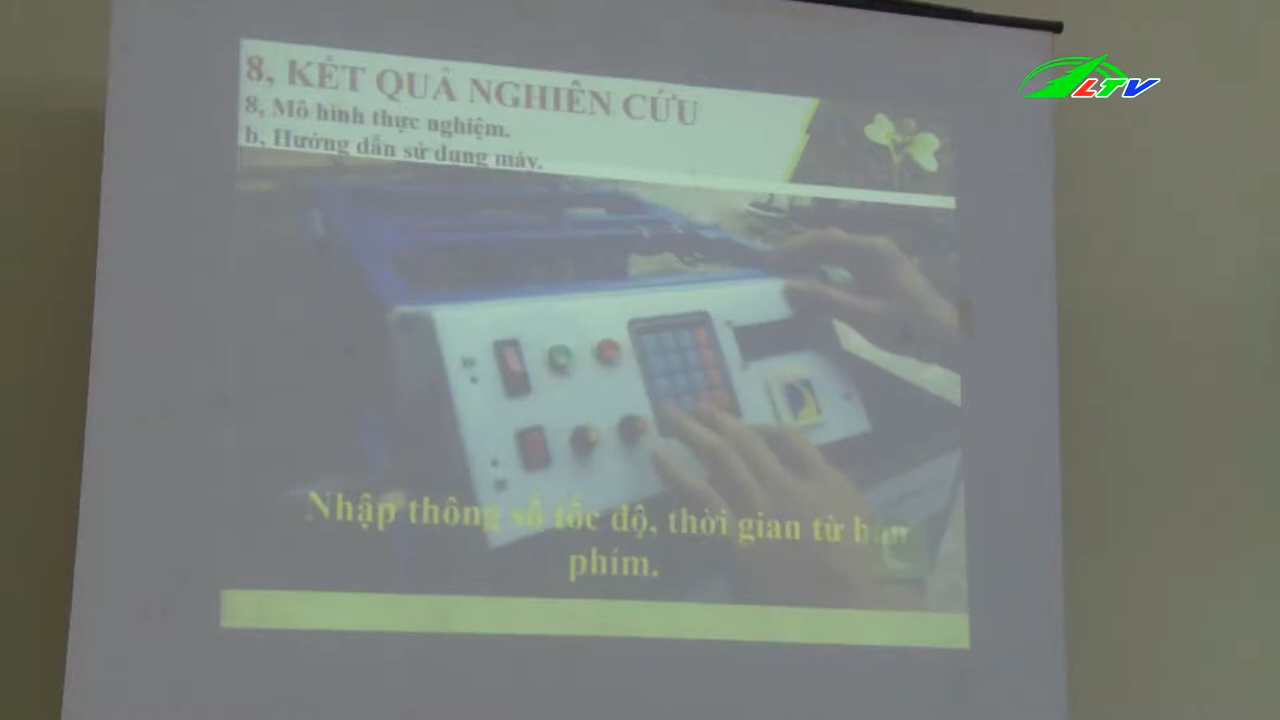 LTV
8, KẾT QUẢ NGHIÊN CỨU
8, Mô hình thực nghiệm.
b, Hướng dẫn sử dụng máy.
Nhập thông số tốc độ, thời gian từ bàn
phím.